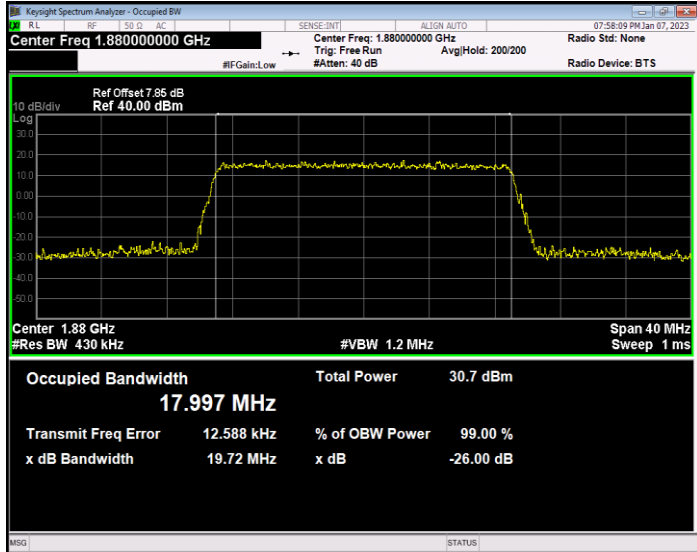 Keysight Spectrum Analyzer - Occupied BW
RL RF 50 Ω AC SENSE:INT ALIGN AUTO 07:58:09 PM Jan 07, 2023
Center Freq 1.880000000 GHz Center Freq: 1.880000000 GHz Radio Std: None
Trig: Free Run Avg|Hold: 200/200
#IFGain:Low #Atten: 40 dB Radio Device: BTS
Ref Offset 7.85 dB
10 dB/div Ref 40.00 dBm
Log
30.0
20.0
10.0
0.00
-10.0
-20.0
-30.0
-40.0
-50.0
Center 1.88 GHz Span 40 MHz
#Res BW 430 kHz #VBW 1.2 MHz Sweep 1 ms
Occupied Bandwidth Total Power 30.7 dBm
17.997 MHz
Transmit Freq Error 12.588 kHz % of OBW Power 99.00 %
x dB Bandwidth 19.72 MHz x dB -26.00 dB
MSG STATUS